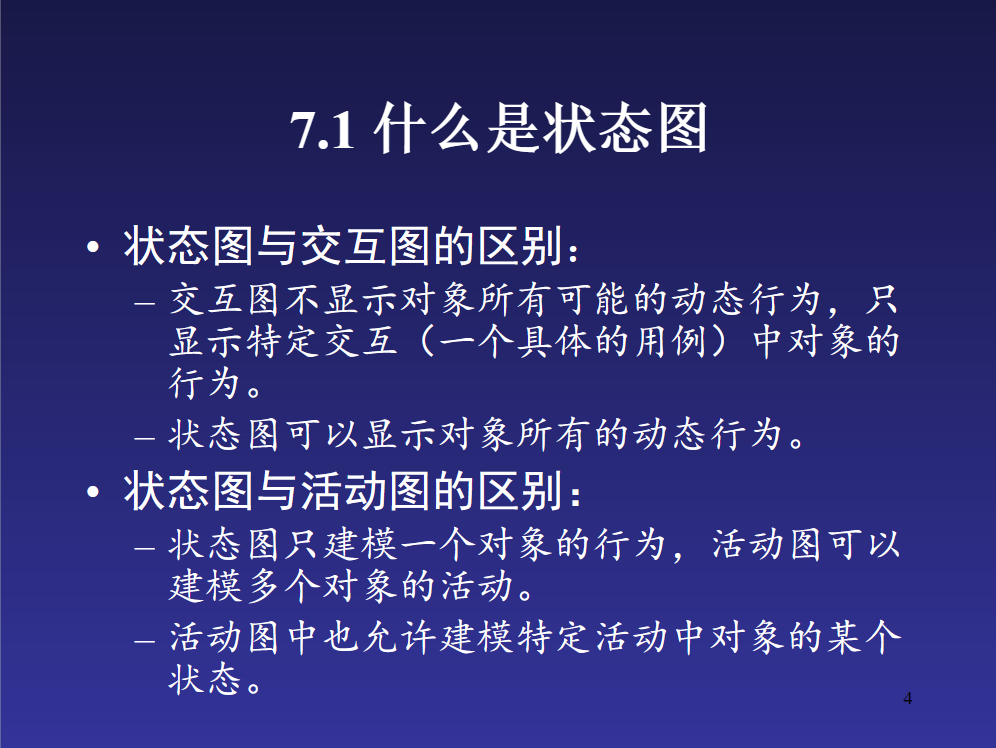 7.1 什么是状态图
• 状态图与交互图的区别：
– 交互图不显示对象所有可能的动态行为，只
显示特定交互（一个具体的用例）中对象的
行为。
– 状态图可以显示对象所有的动态行为。
• 状态图与活动图的区别：
– 状态图只建模一个对象的行为，活动图可以
建模多个对象的活动。
– 活动图中也允许建模特定活动中对象的某个
状态。
4